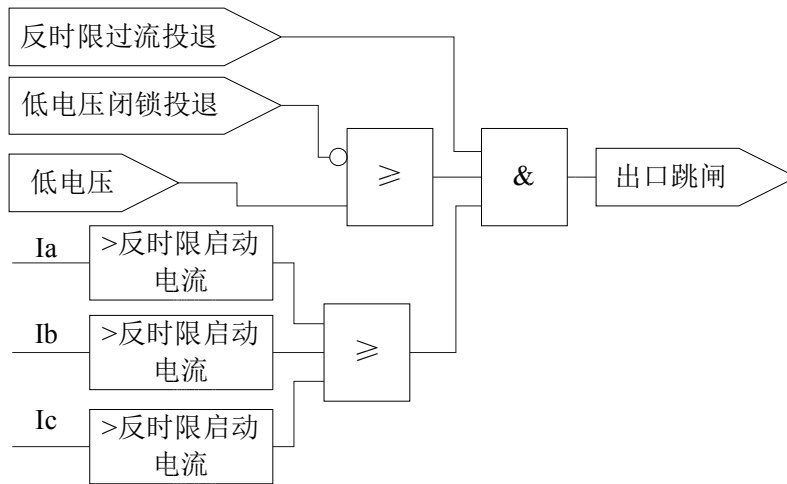 反时限过流投退
低电压闭锁投退
低电压
≥
&
出口跳闸
Ia
>反时限启动
电流
Ib
>反时限启动
电流
≥
Ic
>反时限启动
电流